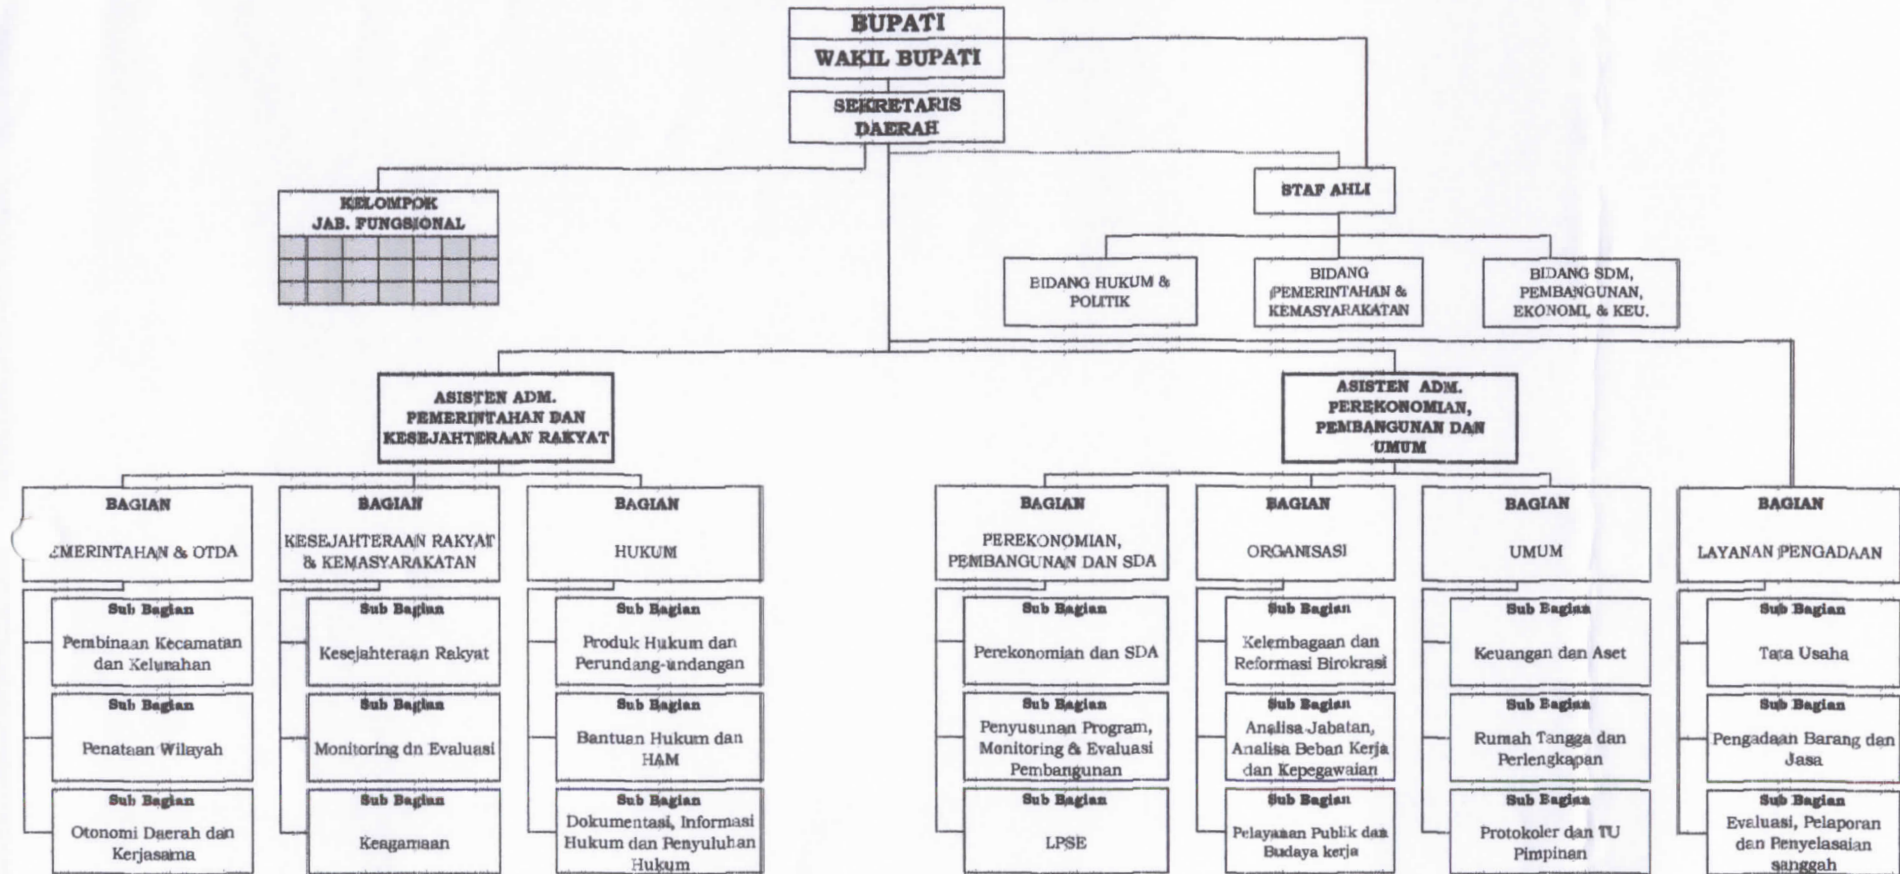 BUPATI
WAKIL BUPATI
SEKRETARIS
DAERAH
KELOMPOK
JAB. FUNGSIONAL
STAF AHLI
BIDANG HUKUM &
POLITIK
BIDANG
PEMERINTAHAN &
KEMASYARAKATAN
BIDANG SDM,
PEMBANGUNAN,
EKONOMI, & KEU.
ASISTEN ADM.
PEMERINTAHAN DAN
KESEJAHTERAAN RAKYAT
ASISTEN ADM.
PEREKONOMIAN,
PEMBANGUNAN DAN
UMUM
BAGIAN
EMERINTAHAN & OTDA
Sub Bagian
Pembinaan Kecamatan
dan Kelurahan
Sub Bagian
Penataan Wilayah
Sub Bagian
Otonomi Daerah dan
Kerjasama
BAGIAN
KESEJAHTERAAN RAKYAT
& KEMASYARAKATAN
Sub Bagian
Kesejahteraan Rakyat
Sub Bagian
Monitoring dn Evaluasi
Sub Bagian
Keagamaan
BAGIAN
HUKUM
Sub Bagian
Produk Hukum dan
Perundang-undangan
Sub Bagian
Bantuan Hukum dan
HAM
Sub Bagian
Dokumentasi, Informasi
Hukum dan Penyuluhan
Hukum
BAGIAN
PEREKONOMIAN,
PEMBANGUNAN DAN SDA
Sub Bagian
Perekonomian dan SDA
Sub Bagian
Penyusunan Program,
Monitoring & Evaluasi
Pembangunan
Sub Bagian
LPSE
BAGIAN
ORGANISASI
Sub Bagian
Kelembagaan dan
Reformasi Birokrasi
Sub Bagian
Analisa Jabatan,
Analisa Beban Kerja
dan Kepegawaian
Sub Bagian
Pelayanan Publik dan
Budaya kerja
BAGIAN
UMUM
Sub Bagian
Keuangan dan Aset
Sub Bagian
Rumah Tangga dan
Perlengkapan
Sub Bagian
Protokoler dan TU
Pimpinan
BAGIAN
LAYANAN PENGADAAN
Sub Bagian
Tata Usaha
Sub Bagian
Pengadaan Barang dan
Jasa
Sub Bagian
Evaluasi, Pelaporan
dan Penyelasaian
sanggah